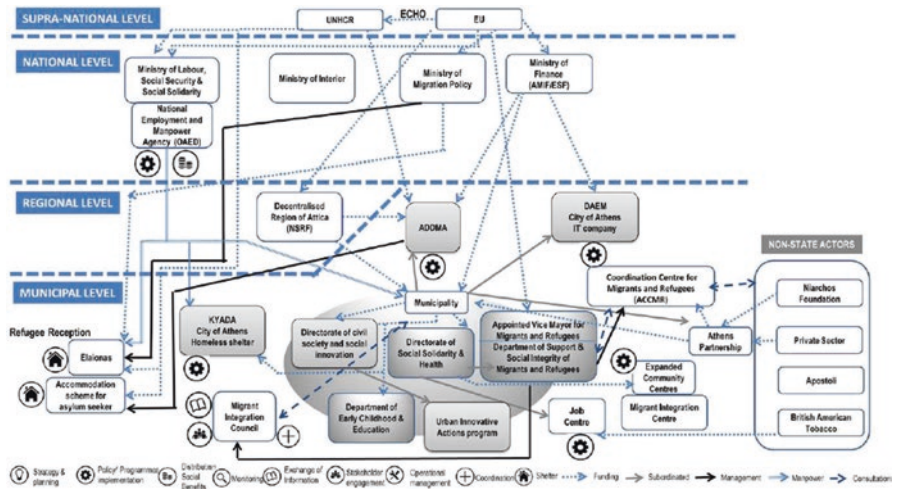 SUPRA-NATIONAL LEVEL
UNHCR
ECHO
EU
NATIONAL LEVEL
Ministry of Labour,
Social Security &
Social Solidarity
Ministry of Interior
Ministry of
Migration Policy
Ministry of
Finance
(AMIF/ESF)
National
Employment and
Manpower
Agency (OAED)
REGIONAL LEVEL
Decentralised
Region of Attica
(NSRF)
ADDMA
DAEM
City of Athens
IT company
NON-STATE ACTORS
MUNICIPAL LEVEL
Municipality
Coordination Centre for
Migrants and Refugees
(ACCMR)
Niarchos
Foundation
Refugee Reception
Elaionas
Accommodation
scheme for
asylum seeker
KYADA
City of Athens
Homeless shelter
Directorate of civil
society and social
innovation
Directorate of
Social Solidarity &
Health
Appointed Vice Mayor for
Migrants and Refugees
Department of Support &
Social Integrity of
Migrants and Refugees
Athens
Partnership
Private Sector
Expanded
Community
Centres
Apostoli
Migrant
Integration
Council
Department of
Early Childhood &
Education
Urban Innovative
Actions program
Job
Centre
Migrant Integration
Centre
British American
Tobacco
Strategy &
planning
Policy/ Programmes
implementation
Distribution
Social
Benefits
Monitoring
Exchange of
Information
Stakeholder
engagement
Operational
management
Coordination
Shelter
Funding
Subordinated
Management
Manpower
Consultation